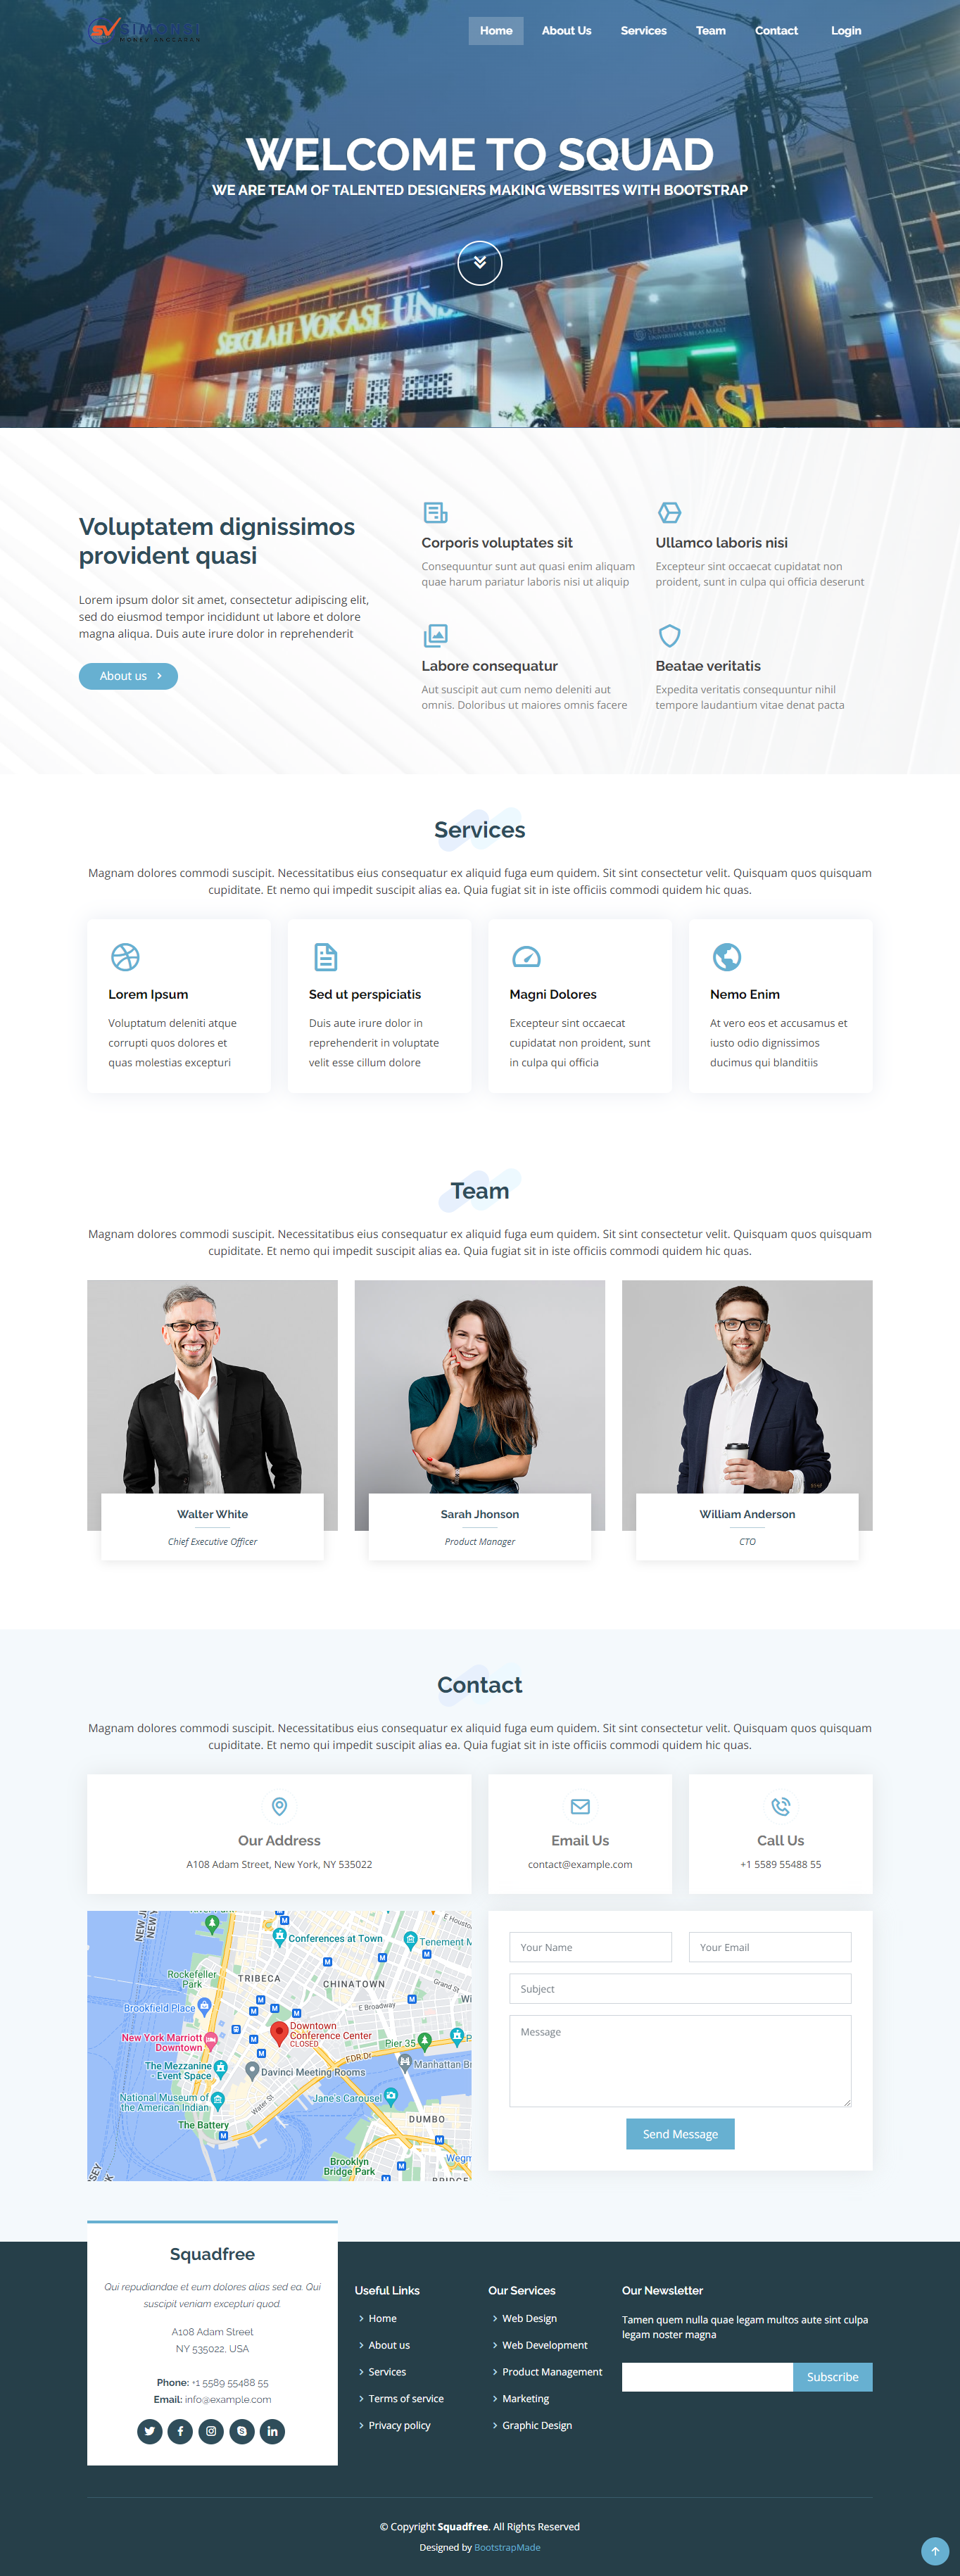 SIMONSI
Home
About Us
Services
Team
Contact
Login
WELCOME TO SQUAD
WE ARE TEAM OF TALENTED DESIGNERS MAKING WEBSITES WITH BOOTSTRAP
SEKOLAH VOKASI UN
SEKOLAH VOKASI
UNIVERSITAS SEBELAS MARET
VOKASI
Voluptatem dignissimos
provident quasi
Lorem ipsum dolor sit amet, consectetur adipiscing elit,
sed do eiusmod tempor incididunt ut labore et dolore
magna aliqua. Duis aute irure dolor in reprehenderit
About us
Corporis voluptates sit
Consequuntur sunt aut quasi enim aliquam
quae harum pariatur laboris nisi ut aliquip
Ullamco laboris nisi
Excepteur sint occaecat cupidatat non
proident, sunt in culpa qui officia deserunt
Labore consequatur
Aut suscipit aut cum nemo deleniti aut
omnis. Doloribus ut maiores omnis facere
Beatae veritatis
Expedita veritatis consequuntur nihil
tempore laudantium vitae denat pacta
Services
Magnam dolores commodi suscipit. Necessitatibus eius consequatur ex aliquid fuga eum quidem. Sit sint consectetur velit. Quisquam quos quisquam
cupiditate. Et nemo qui impedit suscipit alias ea. Quia fugiat sit in iste officiis commodi quidem hic quas.
Lorem Ipsum
Voluptatum deleniti atque
corrupti quos dolores et
quas molestias excepturi
Sed ut perspiciatis
Duis aute irure dolor in
reprehenderit in voluptate
velit esse cillum dolore
Magni Dolores
Excepteur sint occaecat
cupidatat non proident, sunt
in culpa qui officia
Nemo Enim
At vero eos et accusamus et
iusto odio dignissimos
ducimus qui blanditiis
Team
Magnam dolores commodi suscipit. Necessitatibus eius consequatur ex aliquid fuga eum quidem. Sit sint consectetur velit. Quisquam quos quisquam
cupiditate. Et nemo qui impedit suscipit alias ea. Quia fugiat sit in iste officiis commodi quidem hic quas.
Walter White
Chief Executive Officer
Sarah Jhonson
Product Manager
William Anderson
CTO
Contact
Magnam dolores commodi suscipit. Necessitatibus eius consequatur ex aliquid fuga eum quidem. Sit sint consectetur velit. Quisquam quos quisquam
cupiditate. Et nemo qui impedit suscipit alias ea. Quia fugiat sit in iste officiis commodi quidem hic quas.
Our Address
A108 Adam Street, New York, NY 535022
Email Us
contact@example.com
Call Us
+1 5589 55488 55
NEW J
NEW Y
E Houston
Conferences at Town
Tenement M
Rockefeller
Park
TRIBECA
CHINATOWN
Grand St
Wi
E Broadway
Brookfield Place
Downtown
Conference Center
CLOSED
New York Marriott
Downtown
Pier 35
FDR Dr
The Mezzanine
- Event Space
Manhattan Br
Davinci Meeting Rooms
National Museum of
the American Indian
Jane's Carousel
Water St
The Battery
DUMBO
Brooklyn
Bridge Park
Wegm
BRIDGE
RSEY
K
Your Name
Your Email
Subject
Message
Send Message
Squadfree
Qui repudiandae et eum dolores alias sed ea. Qui
suscipit veniam excepturi quod.
A108 Adam Street
NY 535022, USA
Phone: +1 5589 55488 55
Email: info@example.com
Useful Links
Home
About us
Services
Terms of service
Privacy policy
Our Services
Web Design
Web Development
Product Management
Marketing
Graphic Design
Our Newsletter
Tamen quem nulla quae legam multos aute sint culpa
legam noster magna
Subscribe
© Copyright Squadfree. All Rights Reserved
Designed by BootstrapMade